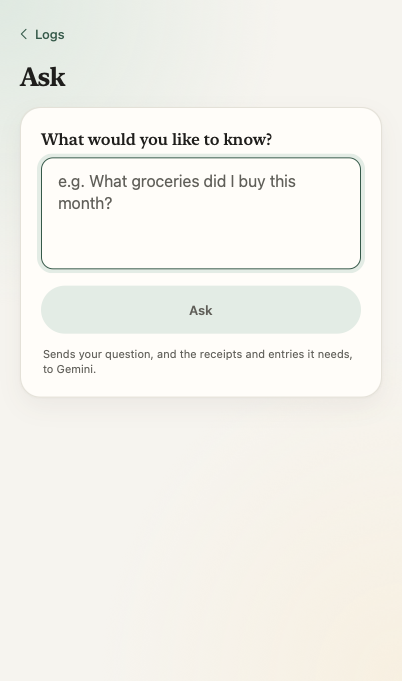 Logs
Ask
What would you like to know?
e.g. What groceries did I buy this
month?
Ask
Sends your question, and the receipts and entries it needs,
to Gemini.